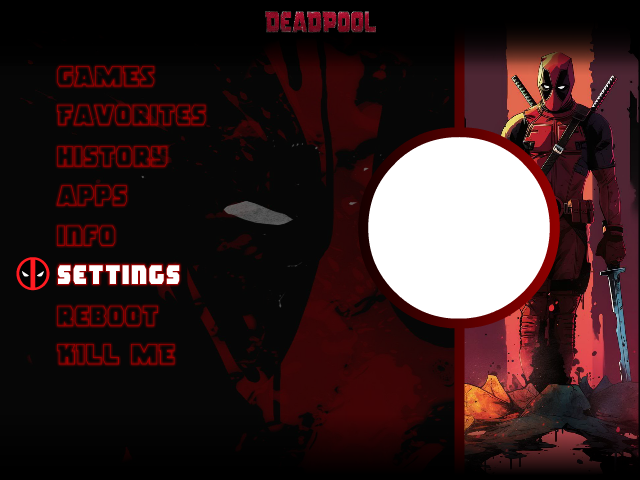 DEADPOOL
GAMES
FAVORITES
HISTORY
APPS
INFO
SETTINGS
REBOOT
KILL ME